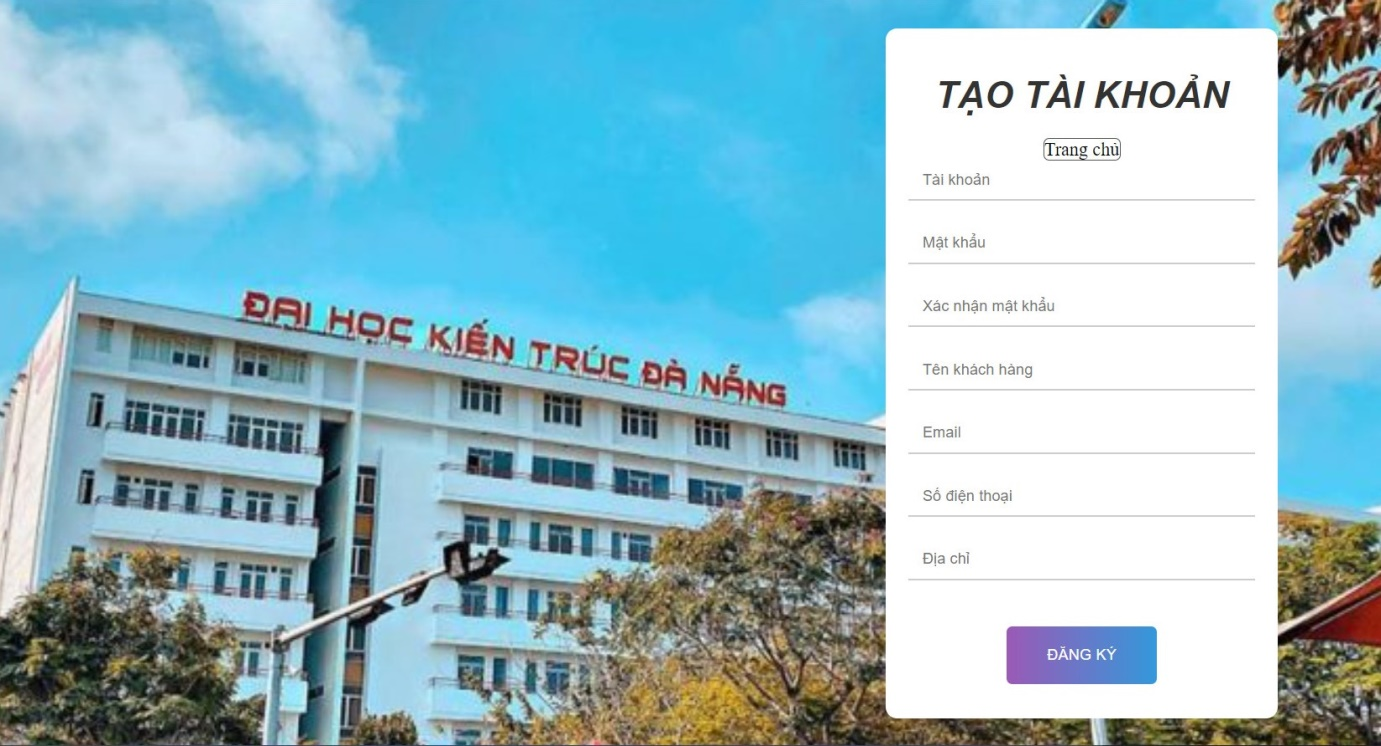 ĐẠI HỌC KIẾN TRÚC ĐÀ NẴNG
TẠO TÀI KHOẢN
Trang chủ
Tài khoản
Mật khẩu
Xác nhận mật khẩu
Tên khách hàng
Email
Số điện thoại
Địa chỉ
ĐĂNG KÝ